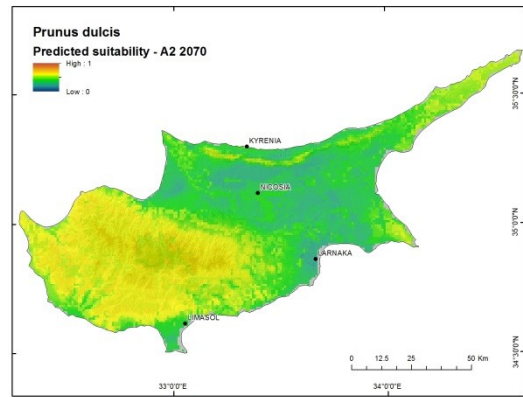 Prunus dulcis
Predicted suitability - A2 2070
High : 1
Low : 0
KYRENIA
NICOSIA
LARNAKA
LIMASOL
35°30'0"N
35°0'0"N
34°30'0"N
0 12.5 25 50 Km
33°0'0"E 34°0'0"E